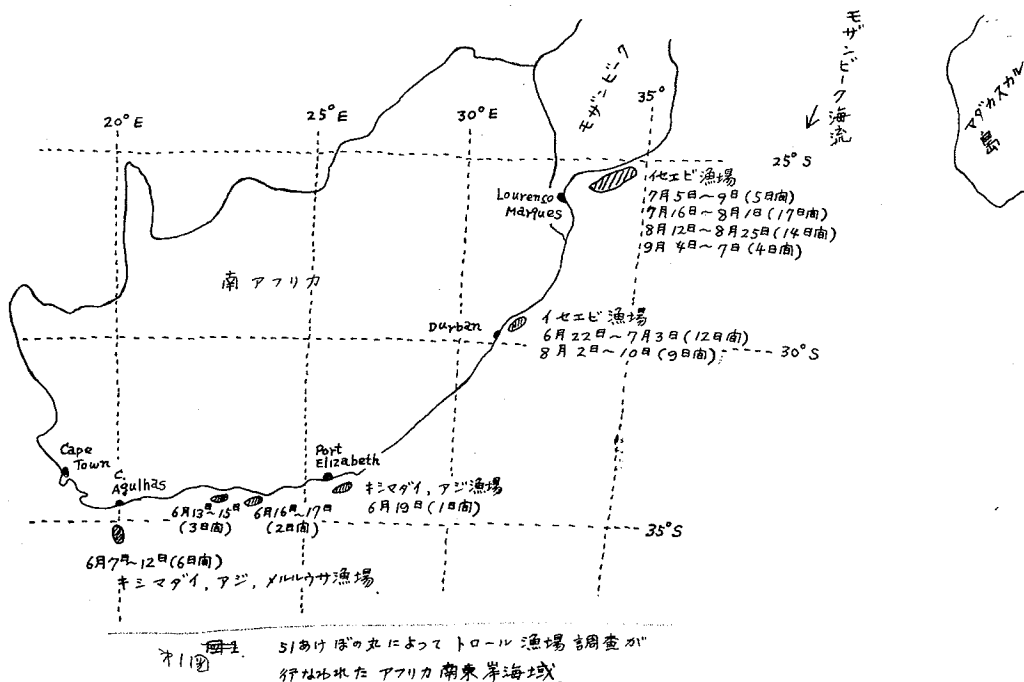 モザンビーク海流
マダカスカル島
モザンビーク
20°E
25°E
30°E
35°
25°S
イセエビ漁場
7月5日〜9日(5日間)
7月16日〜8月1日(17日間)
8月12日〜8月25日(14日間)
9月4日〜7日(4日間)
Lourenso
Marques
南アフリカ
Durban
イセエビ漁場
6月22日〜7月3日(12日間)
8月2日〜10日(9日間)
30°S
Cape
Town
C.
Agulhas
Port
Elizabeth
キシマダイ,アジ漁場
6月19日(1日間)
6月13日〜15日
(3日間)
6月16日〜17日
(2日間)
35°S
6月7日〜12日(6日間)
キシマダイ,アジ,メルルウサ漁場.
才11図
51あけぼの丸によってトロール漁場調査が
行なわれたアフリカ南東岸海域